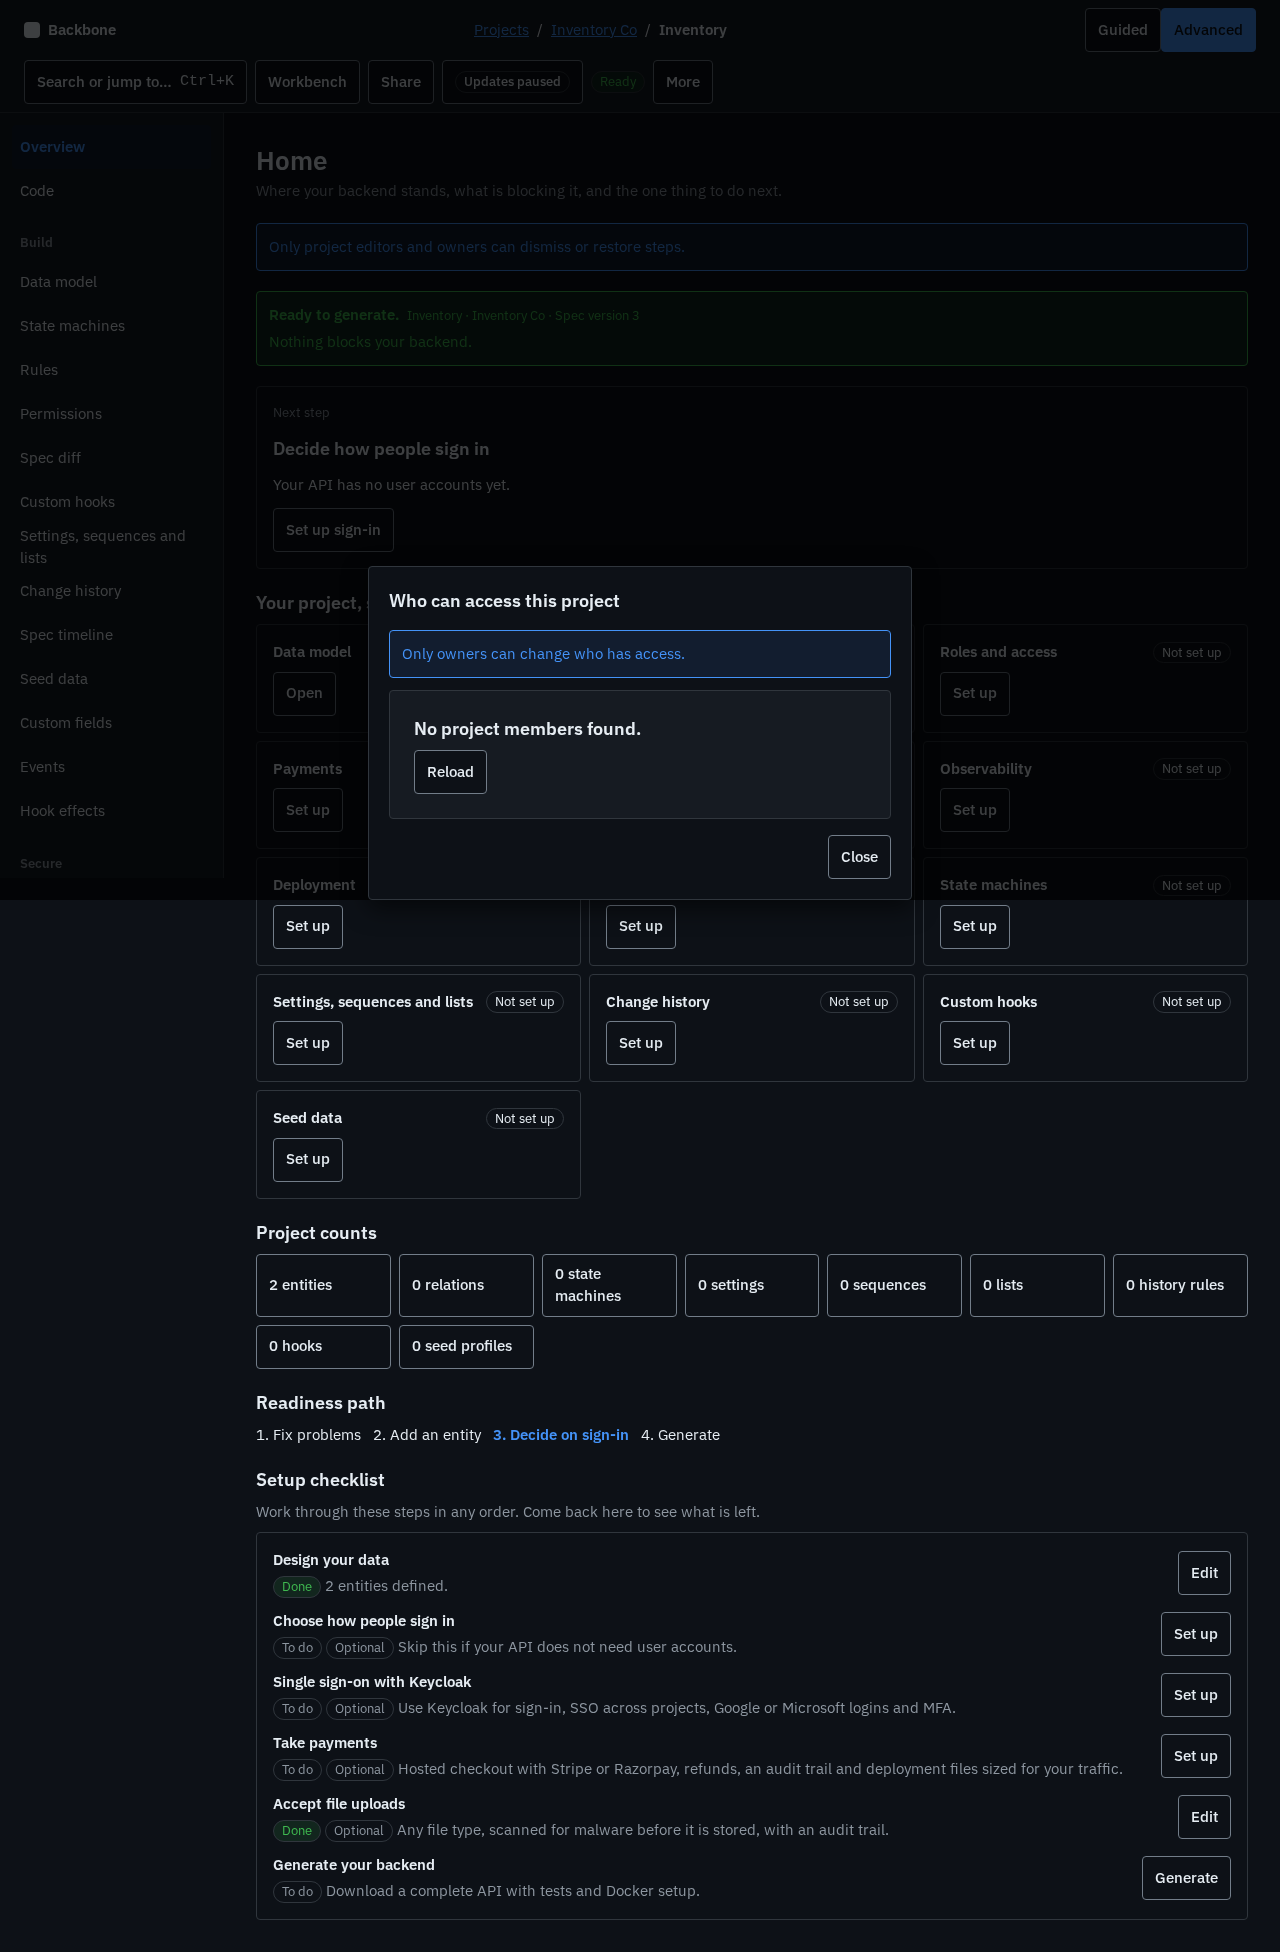 Backbone
Projects / Inventory Co / Inventory
Guided Advanced
Search or jump to... Ctrl+K Workbench Share Updates paused Ready More
Overview
Code
Build
Data model
State machines
Rules
Permissions
Spec diff
Custom hooks
Settings, sequences and
lists
Change history
Spec timeline
Seed data
Custom fields
Events
Hook effects
Secure
Home
Where your backend stands, what is blocking it, and the one thing to do next.
Only project editors and owners can dismiss or restore steps.
Ready to generate. Inventory · Inventory Co · Spec version 3
Nothing blocks your backend.
Next step
Decide how people sign in
Your API has no user accounts yet.
Set up sign-in
Your project,
Who can access this project
Only owners can change who has access.
No project members found.
Reload
Close
Data model
Open
Roles and access Not set up
Set up
Payments
Set up
Observability Not set up
Set up
Deployment
Set up
Set up
State machines Not set up
Set up
Settings, sequences and lists Not set up
Set up
Change history Not set up
Set up
Custom hooks Not set up
Set up
Seed data Not set up
Set up
Project counts
2 entities
0 relations
0 state
machines
0 settings
0 sequences
0 lists
0 history rules
0 hooks
0 seed profiles
Readiness path
1. Fix problems 2. Add an entity 3. Decide on sign-in 4. Generate
Setup checklist
Work through these steps in any order. Come back here to see what is left.
Design your data
Done 2 entities defined.
Edit
Choose how people sign in
To do Optional Skip this if your API does not need user accounts.
Set up
Single sign-on with Keycloak
To do Optional Use Keycloak for sign-in, SSO across projects, Google or Microsoft logins and MFA.
Set up
Take payments
To do Optional Hosted checkout with Stripe or Razorpay, refunds, an audit trail and deployment files sized for your traffic.
Set up
Accept file uploads
Done Optional Any file type, scanned for malware before it is stored, with an audit trail.
Edit
Generate your backend
To do Download a complete API with tests and Docker setup.
Generate